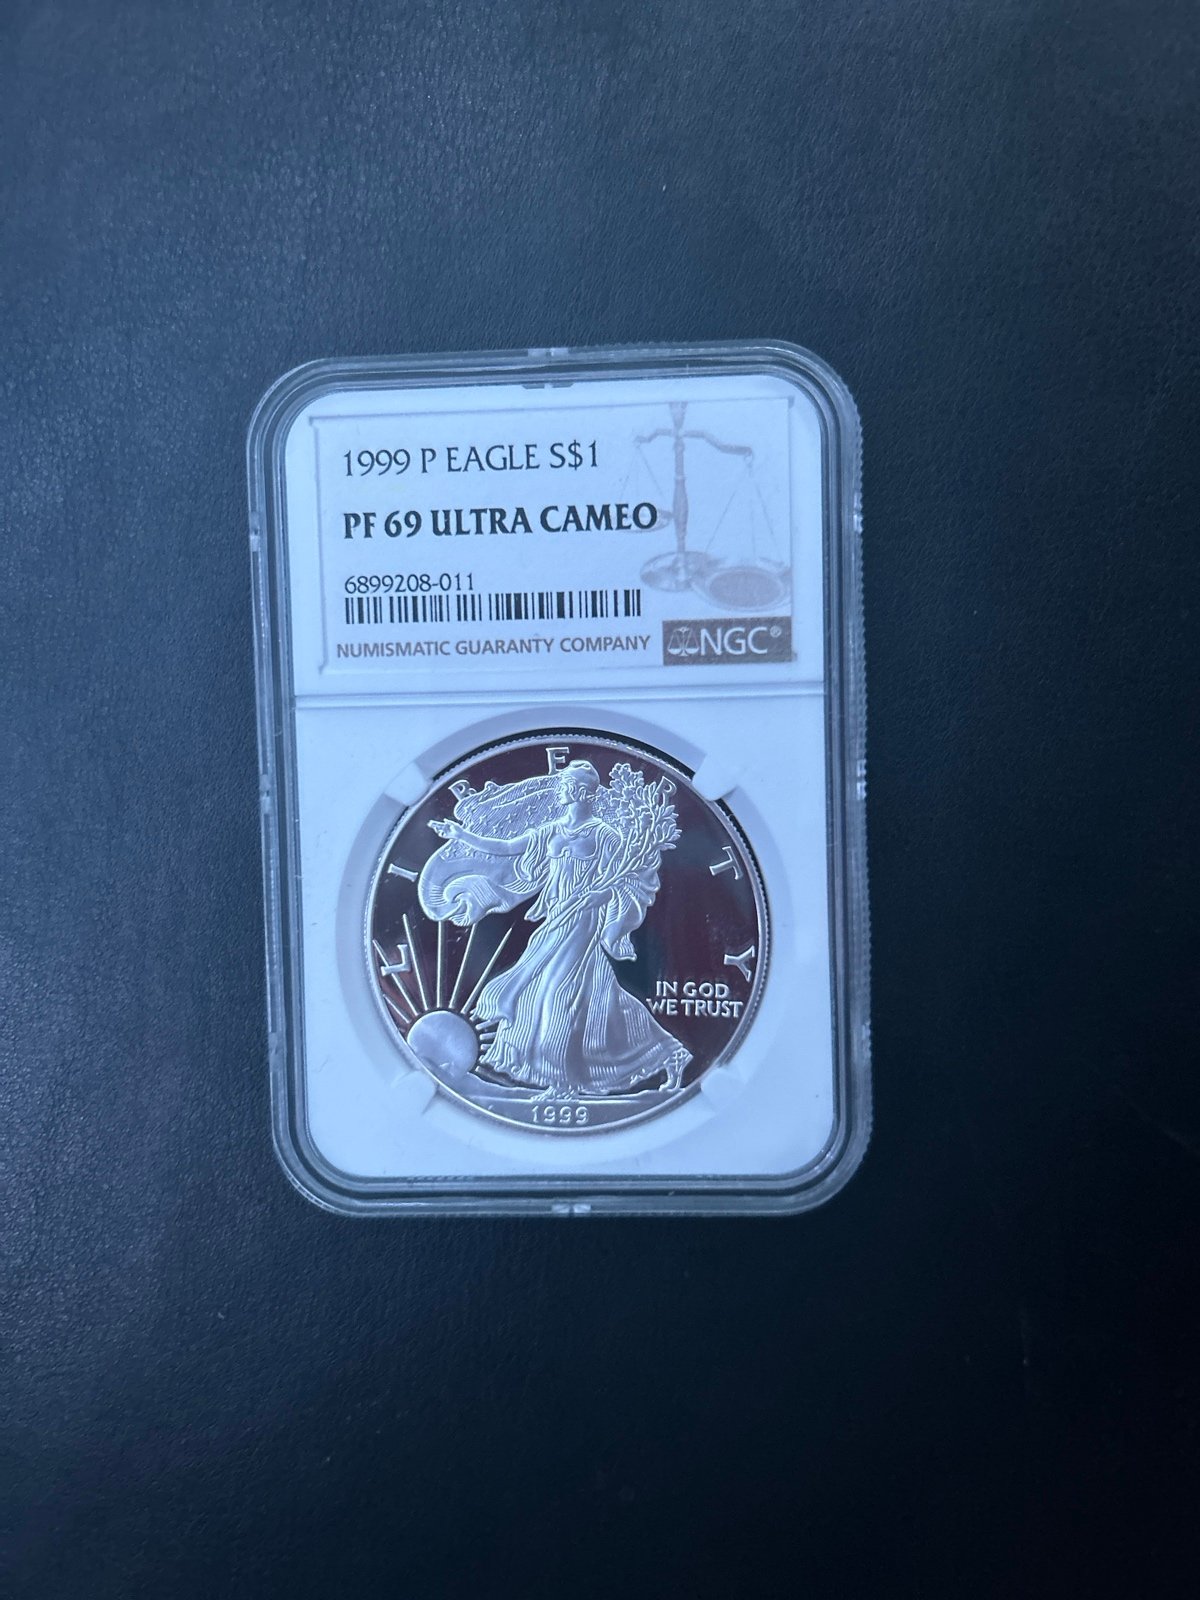 1999 P EAGLE S$1
PF 69 ULTRA CAMEO
6899208-011
NUMISMATIC GUARANTY COMPANY
NGC®
LIBERTY
IN GOD
WE TRUST
1999